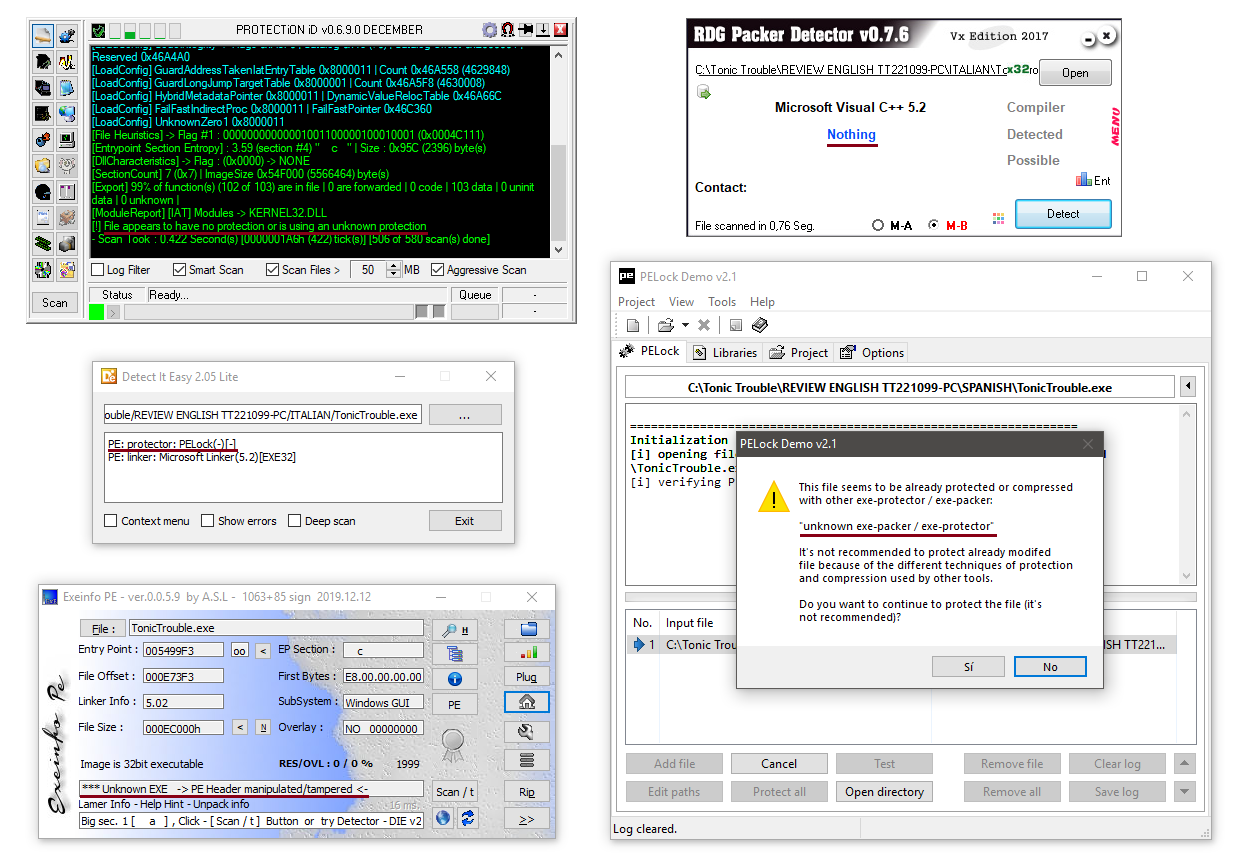 PROTECTiON iD v0.6.9.0 DECEMBER
Reserved 0x46A4A0
[LoadConfig] GuardAddressTakenIatEntryTable 0x8000011 | Count 0x46A558 (4629848)
[LoadConfig] GuardLongJumpTargetTable 0x8000001 | Count 0x46A5F8 (4630008)
[LoadConfig] HybridMetadataPointer 0x8000011 | DynamicValueRelocTable 0x46A66C
[LoadConfig] FailFastIndirectProc 0x8000011 | FailFastPointer 0x46C360
[LoadConfig] UnknownZero1 0x8000011
[File Heuristics] -> Flag #1 : 00000000000001001100000100010001 (0x0004C111)
[Entrypoint Section Entropy] : 3.59 (section #4) " c " | Size : 0x95C (2396) byte(s)
[DllCharacteristics] -> Flag : (0x0000) -> NONE
[SectionCount] 7 (0x7) | ImageSize 0x54F000 (5566464) byte(s)
[Export] 99% of function(s) (102 of 103) are in file | 0 are forwarded | 0 code | 103 data | 0 uninit
data | 0 unknown |
[ModuleReport] [IAT] Modules -> KERNEL32.DLL
[!] File appears to have no protection or is using an unknown protection
- Scan Took : 0.422 Second(s) [0000001A6h (422) tick(s)] [506 of 580 scan(s) done]
Log Filter Smart Scan Scan Files > 50 MB Aggressive Scan
Scan
Status Ready... Queue -
> -
RDG Packer Detector v0.7.6 Vx Edition 2017
C:\Tonic Trouble\REVIEW ENGLISH TT221099-PC\ITALIAN\Tc x32 ro Open
Microsoft Visual C++ 5.2 Compiler
Nothing Detected
Possible
MENU
Contact:
Ent
File scanned in 0,76 Seg. M-A M-B Detect
Detect It Easy 2.05 Lite
ouble/REVIEW ENGLISH TT221099-PC/ITALIAN/TonicTrouble.exe ...
PE: protector: PELock(-)[-]
PE: linker: Microsoft Linker(5.2)[EXE32]
Context menu Show errors Deep scan Exit
Exeinfo PE - ver.0.0.5.9 by A.S.L - 1063+85 sign 2019.12.12
Exeinfo Pe
File : TonicTrouble.exe H
Entry Point : 005499F3 oo < EP Section : c
File Offset : 000E73F3 First Bytes : E8.00.00.00.00 Plug
Linker Info : 5.02 SubSystem : Windows GUI PE
File Size : 000EC000h < N Overlay : NO 00000000
Image is 32bit executable RES/OVL : 0 / 0 % 1999
*** Unknown EXE -> PE Header manipulated/tampered <- Scan / t Rip
Lamer Info - Help Hint - Unpack info 16 ms.
Big sec. 1 [ a ] , Click - [ Scan / t ] Button or try Detector - DIE v2 >>
pe PELock Demo v2.1
Project View Tools Help
PELock Libraries Project Options
C:\Tonic Trouble\REVIEW ENGLISH TT221099-PC\SPANISH\TonicTrouble.exe
Initialization
[i] opening file
\TonicTrouble.e
[i] verifying P
PELock Demo v2.1
This file seems to be already protected or compressed
with other exe-protector / exe-packer:
"unknown exe-packer / exe-protector"
It's not recommended to protect already modifed
file because of the different techniques of protection
and compression used by other tools.
Do you want to continue to protect the file (it's
not recommended)?
Sí No
No. Input file
1 C:\Tonic Trou SH TT221...
Add file Cancel Test Remove file Clear log
Edit paths Protect all Open directory Remove all Save log
Log cleared.